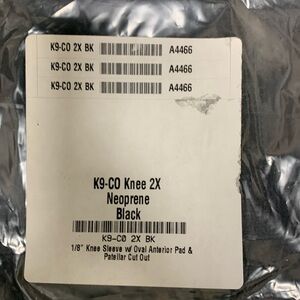 K9-CO 2X BK A4466
K9-CO 2X BK A4466
K9-CO 2X BK A4466
K9-CO Knee 2X
Neoprene
Black
K9-CO 2X BK
1/8" Knee Sleeve w/ Oval Anterior Pad &
Patellar Cut Out